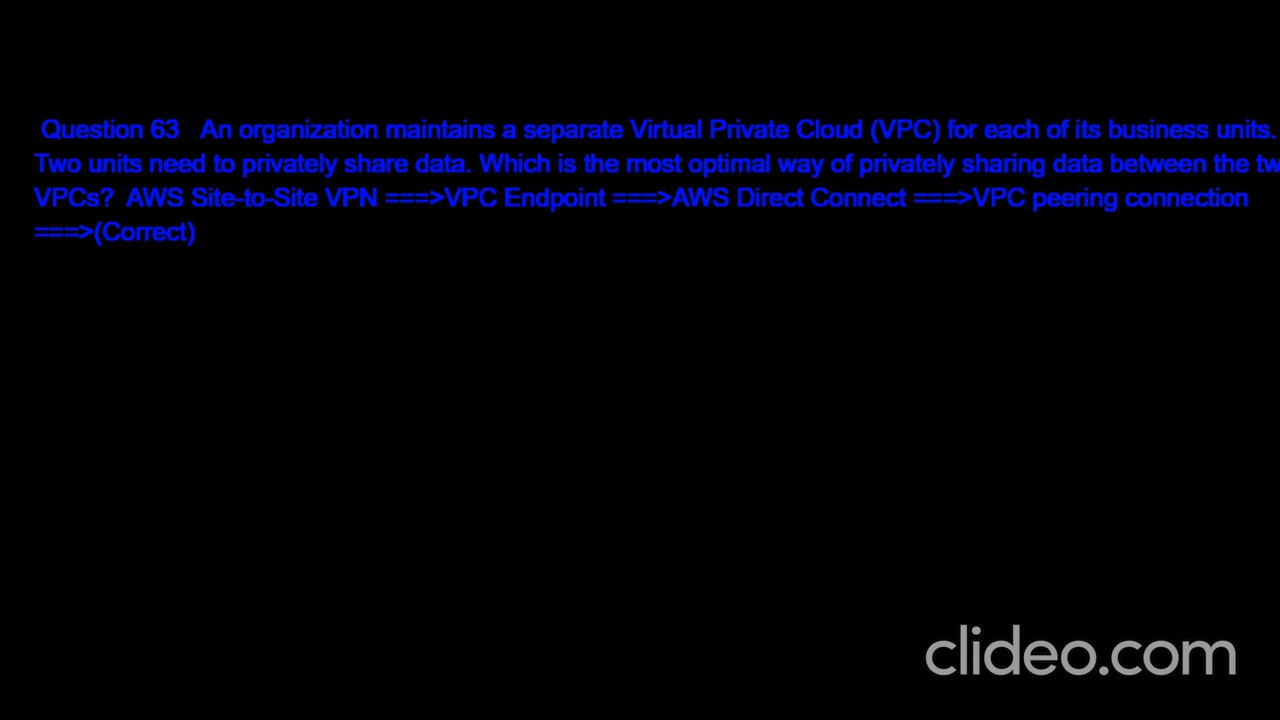 Question 63 An organization maintains a separate Virtual Private Cloud (VPC) for each of its business units.
Two units need to privately share data. Which is the most optimal way of privately sharing data between the
VPCs? AWS Site-to-Site VPN ===>VPC Endpoint ===>AWS Direct Connect ===>VPC peering connection
===>(Correct)
clideo.com